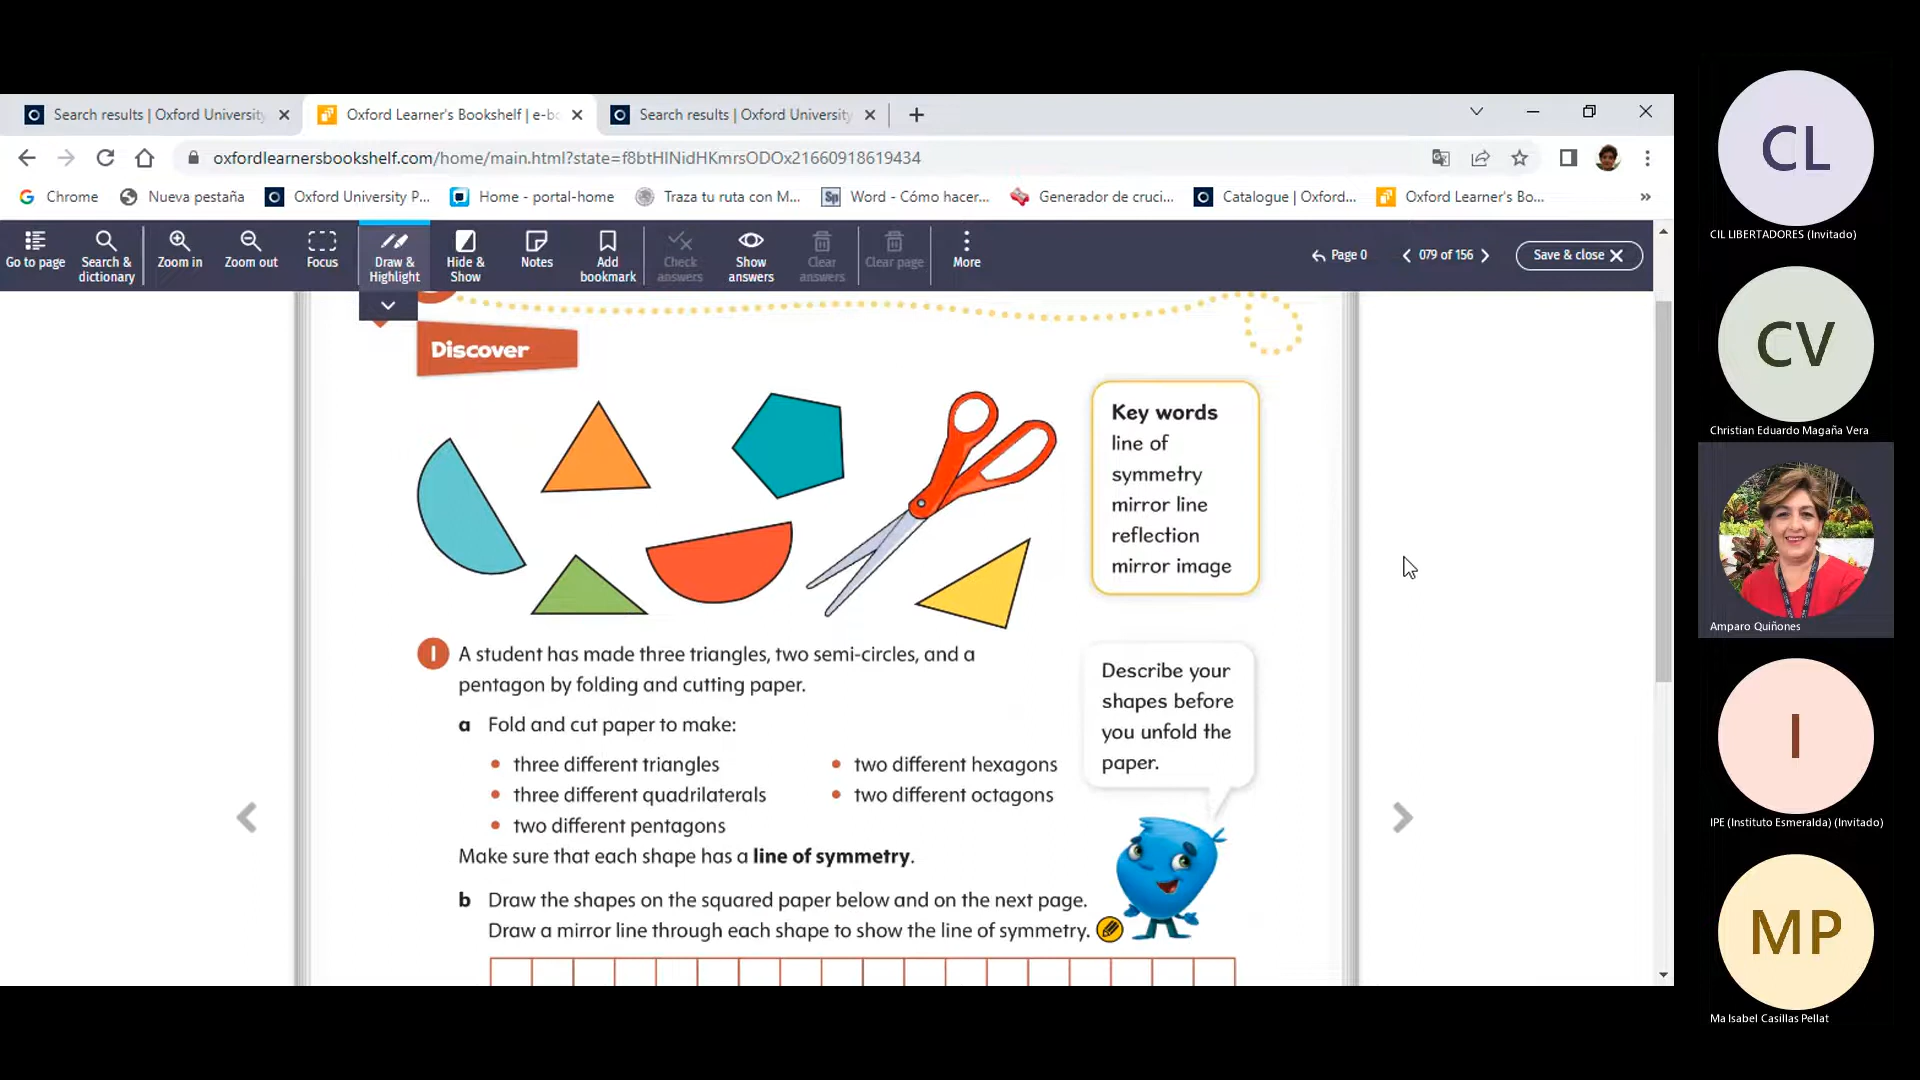 Search results | Oxford University
Oxford Learner's Bookshelf | e-bo
Search results | Oxford University
oxfordlearnersbookshelf.com/home/main.html?state=f8btHINidHKmrsODOx21660918619434
Chrome
Nueva pestaña
Oxford University P...
Home - portal-home
Traza tu ruta con M...
Sp
Word - Cómo hacer...
Generador de cruci...
Catalogue | Oxford...
Oxford Learner's Bo...
»
Go to page
Search &
dictionary
Zoom in
Zoom out
Focus
Draw &
Highlight
Hide &
Show
Notes
Add
bookmark
Check
answers
Show
answers
Clear
answers
Clear page
More
Page 0
079 of 156
Save & close
Discover
Key words
line of
symmetry
mirror line
reflection
mirror image
1 A student has made three triangles, two semi-circles, and a
pentagon by folding and cutting paper.
a Fold and cut paper to make:
• three different triangles
• three different quadrilaterals
• two different pentagons
• two different hexagons
• two different octagons
Make sure that each shape has a line of symmetry.
b Draw the shapes on the squared paper below and on the next page.
Draw a mirror line through each shape to show the line of symmetry.
Describe your
shapes before
you unfold the
paper.
CL
CIL LIBERTADORES (Invitado)
CV
Christian Eduardo Magaña Vera
Amparo Quiñones
I
IPE (Instituto Esmeralda) (Invitado)
MP
Ma Isabel Casillas Pellat